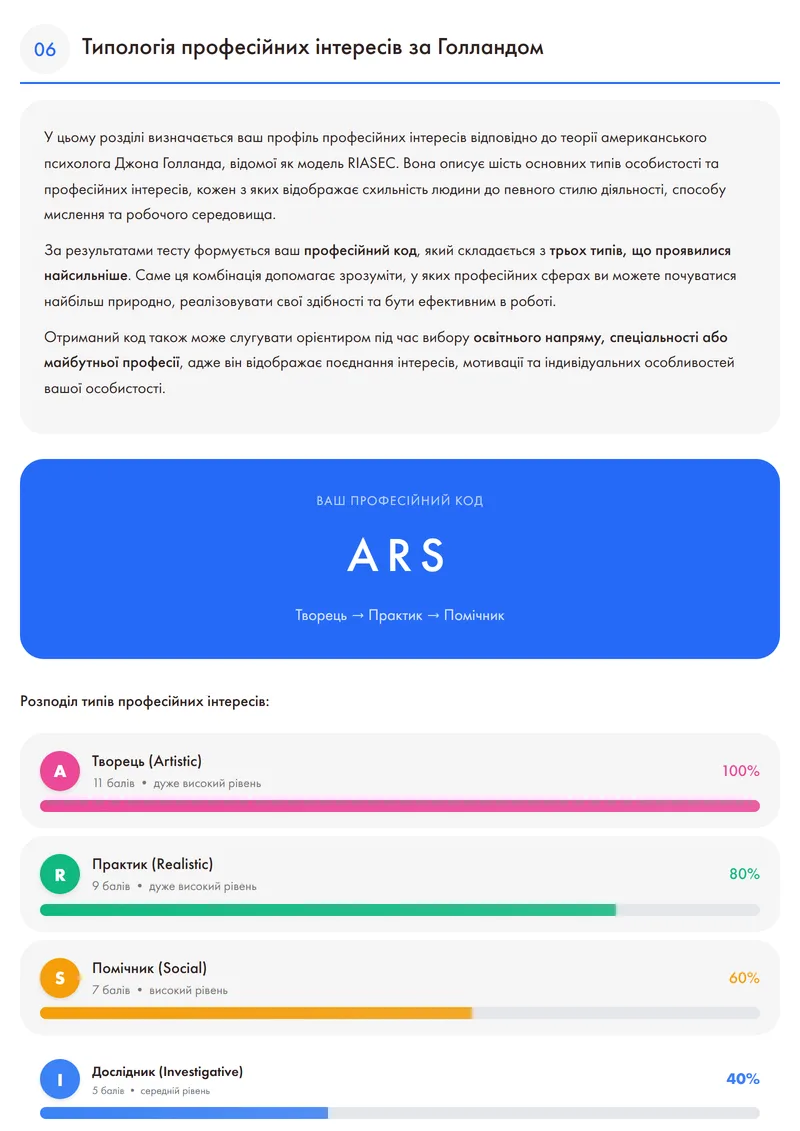 06
Типологія професійних інтересів за Голландом
У цьому розділі визначається ваш профіль професійних інтересів відповідно до теорії американського
психолога Джона Голланда, відомої як модель RIASEC. Вона описує шість основних типів особистості та
професійних інтересів, кожен з яких відображає схильність людини до певного стилю діяльності, способу
мислення та робочого середовища.
За результатами тесту формується ваш професійний код, який складається з трьох типів, що проявилися
найсильніше. Саме ця комбінація допомагає зрозуміти, у яких професійних сферах ви можете почуватися
найбільш природно, реалізовувати свої здібності та бути ефективним в роботі.
Отриманий код також може слугувати орієнтиром під час вибору освітнього напряму, спеціальності або
майбутньої професії, адже він відображає поєднання інтересів, мотивації та індивідуальних особливостей
вашої особистості.
ВАШ ПРОФЕСІЙНИЙ КОД
ARS
Творець → Практик → Помічник
Розподіл типів професійних інтересів:
A
Творець (Artistic)
11 балів • дуже високий рівень
100%
R
Практик (Realistic)
9 балів • дуже високий рівень
80%
S
Помічник (Social)
7 балів • високий рівень
60%
I
Дослідник (Investigative)
5 балів • середній рівень
40%